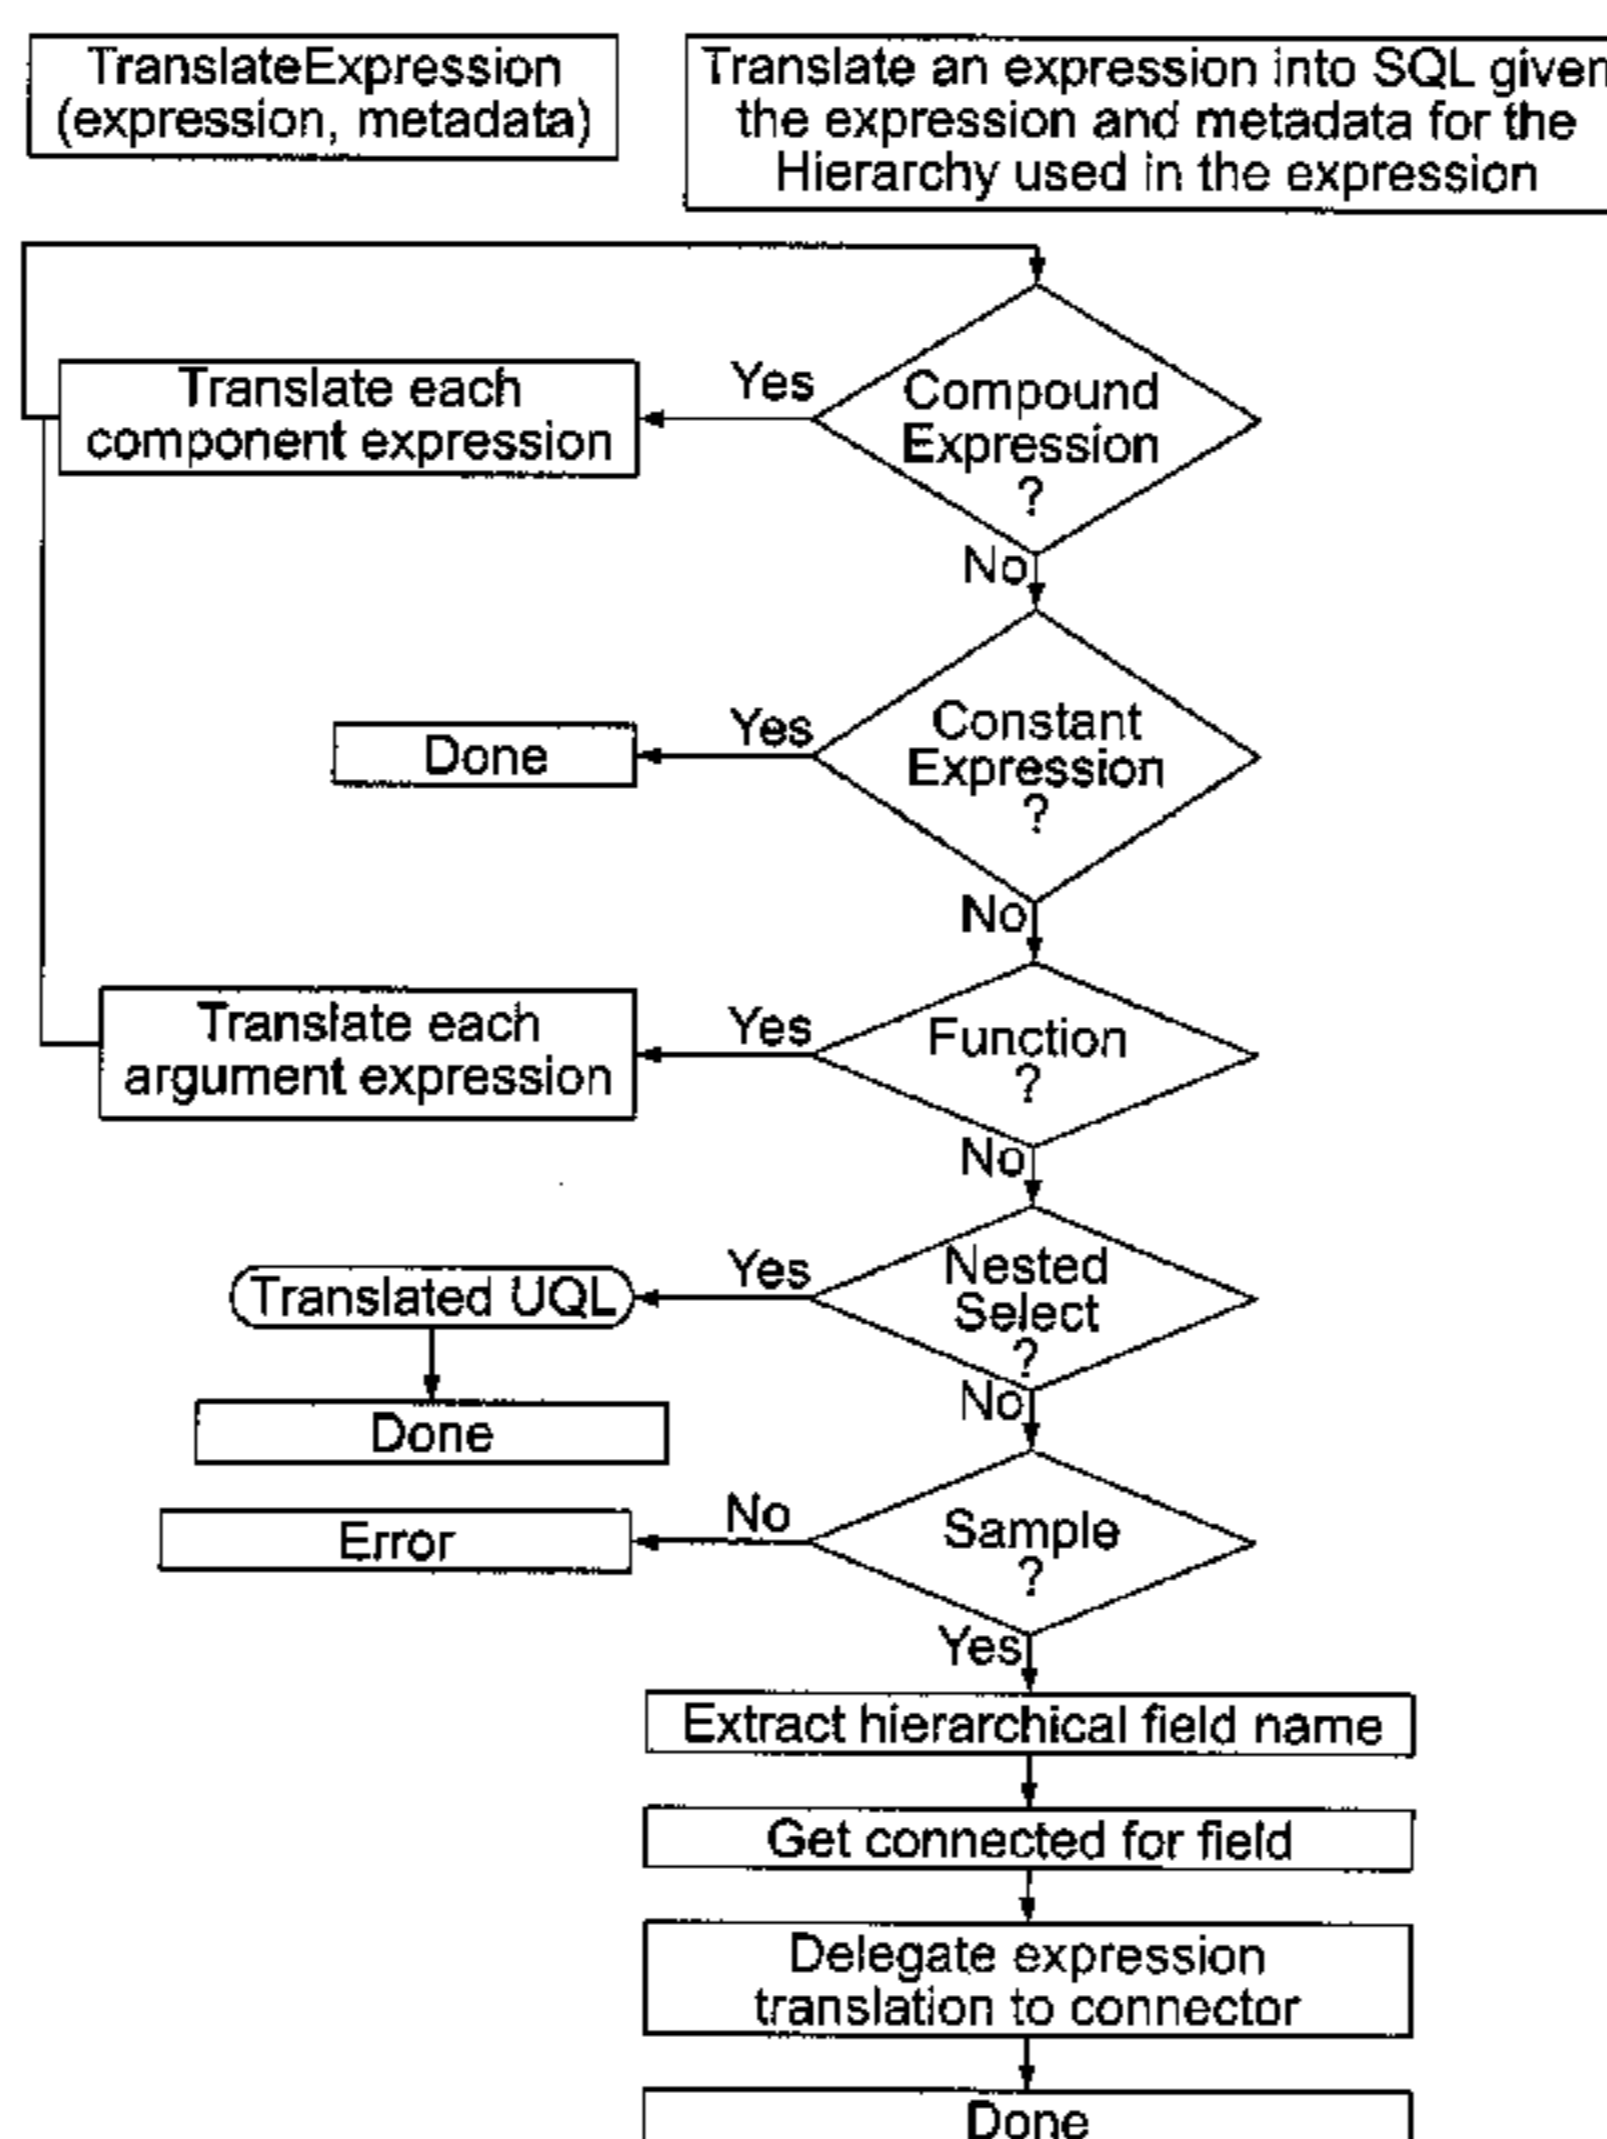 TranslateExpression
(expression, metadata)
Translate an expression into SQL given
the expression and metadata for the
Hierarchy used in the expression
Compound
Expression
?
Yes
Translate each
component expression
No
Constant
Expression
?
Yes
Done
No
Function
?
Yes
Translate each
argument expression
No
Nested
Select
?
Yes
Translated UQL
Done
No
Sample
?
No
Error
Yes
Extract hierarchical field name
Get connected for field
Delegate expression
translation to connector
Done